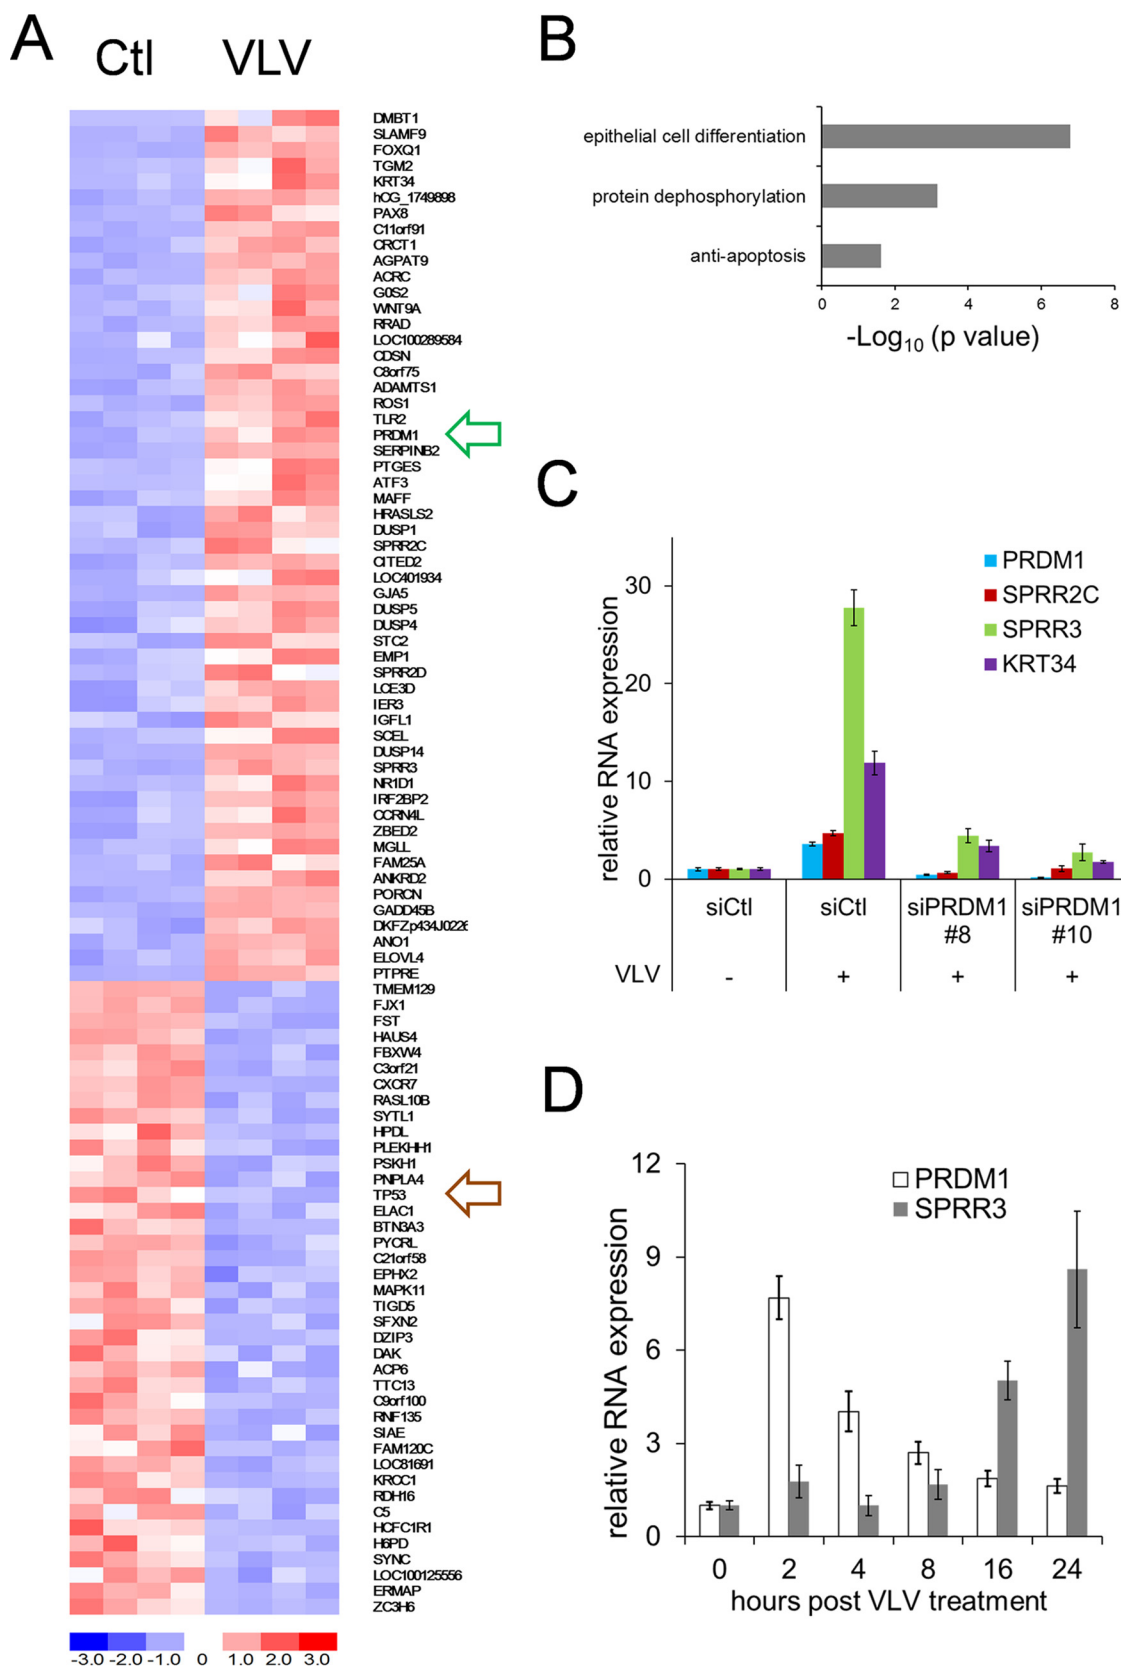 A
Ctl VLV
DMBT1
SLAMF9
FOXQ1
TGM2
KRT34
hCG_1749898
PAX8
C11orf91
CRCT1
AGPAT9
ACRC
G0S2
WNT9A
RRAD
LOC100289584
CDSN
C8orf75
ADAMTS1
ROS1
TLR2
PRDM1
SERPINB2
PTGES
ATF3
MAFF
HRASLS2
DUSP1
SPRR2C
CITED2
LOC401934
GJA5
DUSP5
DUSP4
STC2
EMP1
SPRR2D
LCE3D
IER3
IGFL1
SCEL
DUSP14
SPRR3
NR1D1
IRF2BP2
CCRN4L
ZBED2
MGLL
FAM25A
ANKRD2
PORCN
GADD45B
DKFZp434J0226
ANO1
ELOVL4
PTPRE
TMEM129
FJX1
FST
HAUS4
FBXW4
C3orf21
CXCR7
RASL10B
SYTL1
HPDL
PLEKHH1
PSKH1
PNPLA4
TP53
ELAC1
BTN3A3
PYCRL
C21orf58
EPHX2
MAPK11
TIGD5
SFXN2
DZIP3
DAK
ACP6
TTC13
C9orf100
RNF135
SIAE
FAM120C
LOC81691
KRCC1
RDH16
C5
HCFC1R1
H6PD
SYNC
LOC100125556
ERMAP
ZC3H6
-3.0 -2.0 -1.0 0 1.0 2.0 3.0
B
epithelial cell differentiation
protein dephosphorylation
anti-apoptosis
0 2 4 6 8
-Log10 (p value)
C
relative RNA expression
30
20
10
0
PRDM1
SPRR2C
SPRR3
KRT34
siCtl siCtl siPRDM1 siPRDM1
#8 #10
VLV - + + +
D
relative RNA expression
12
9
6
3
0
PRDM1
SPRR3
0 2 4 8 16 24
hours post VLV treatment